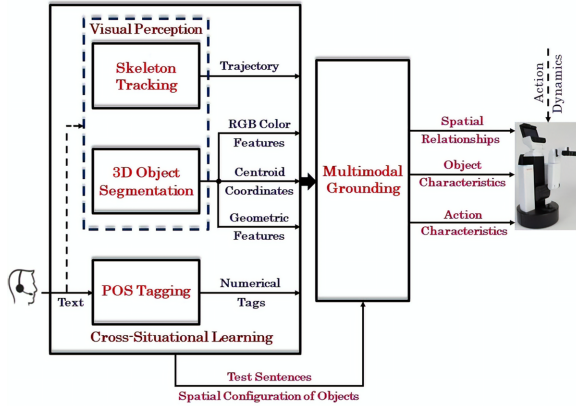 Visual Perception
Skeleton
Tracking
Trajectory
3D Object
Segmentation
RGB Color
Features
Centroid
Coordinates
Geometric
Features
Multimodal
Grounding
Spatial
Relationships
Object
Characteristics
Action
Characteristics
Action
Dynamics
Text
POS Tagging
Numerical
Tags
Cross-Situational Learning
Test Sentences
Spatial Configuration of Objects